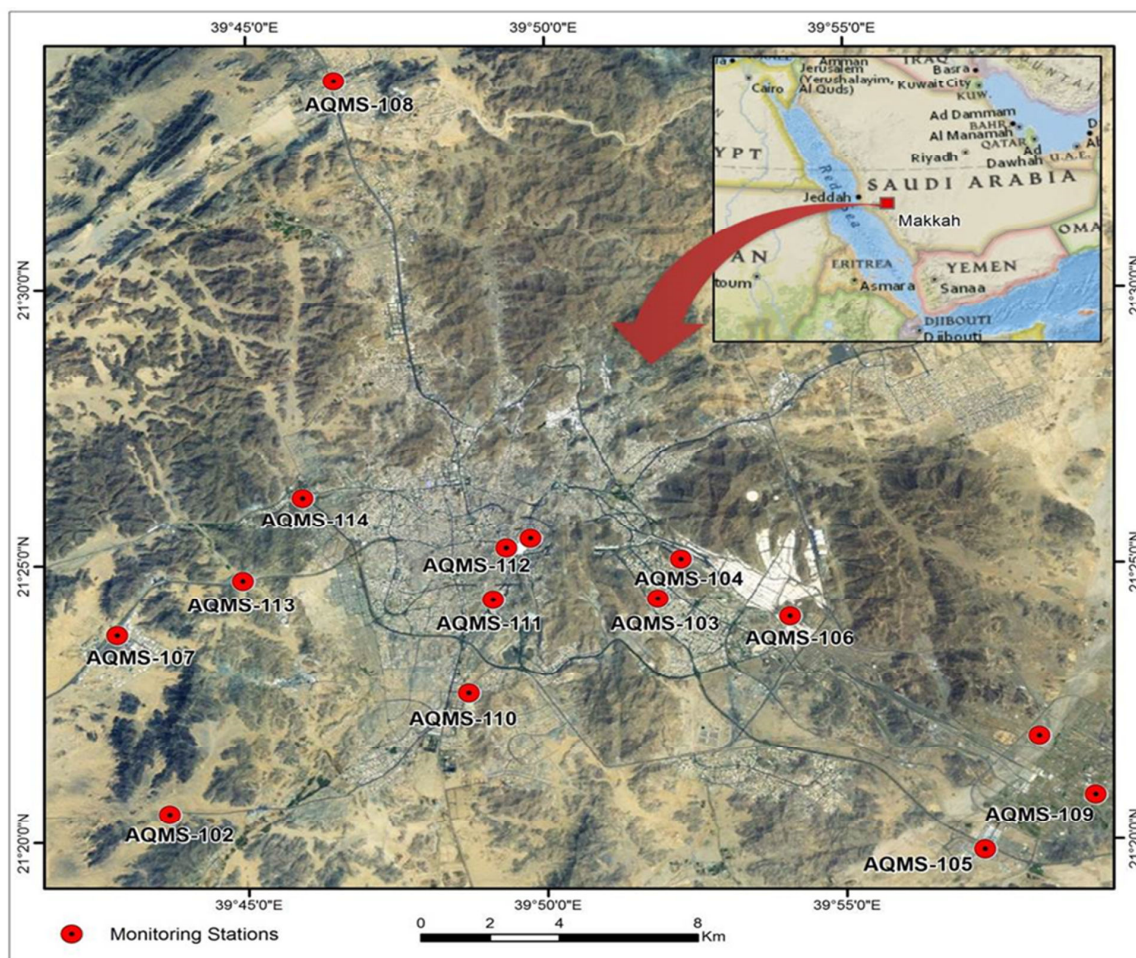 39°45'0"E
39°50'0"E
39°55'0"E
AQMS-108
Amman
IRAQ
Jerusalem
(Yerushalayim,
Al Quds)
Basra
Cairo
Kuwait City
KUW.
Ad Dammam
BAHR
Al Manamah
QATAR
Riyadh
Ad
Dawhah
U.A.E.
YPT
Red Sea
SAUDI ARABIA
Jeddah
Makkah
OMA
ERITREA
YEMEN
toum
Asmara
Sanaa
DJIBOUTI
Djibouti
21°30'0"N
21°30'0"N
AQMS-114
AQMS-112
AQMS-104
21°25'0"N
21°25'0"N
AQMS-113
AQMS-111
AQMS-103
AQMS-106
AQMS-107
AQMS-110
AQMS-102
AQMS-109
AQMS-105
21°20'0"N
21°20'0"N
39°45'0"E
39°50'0"E
39°55'0"E
Monitoring Stations
0 2 4 8
Km